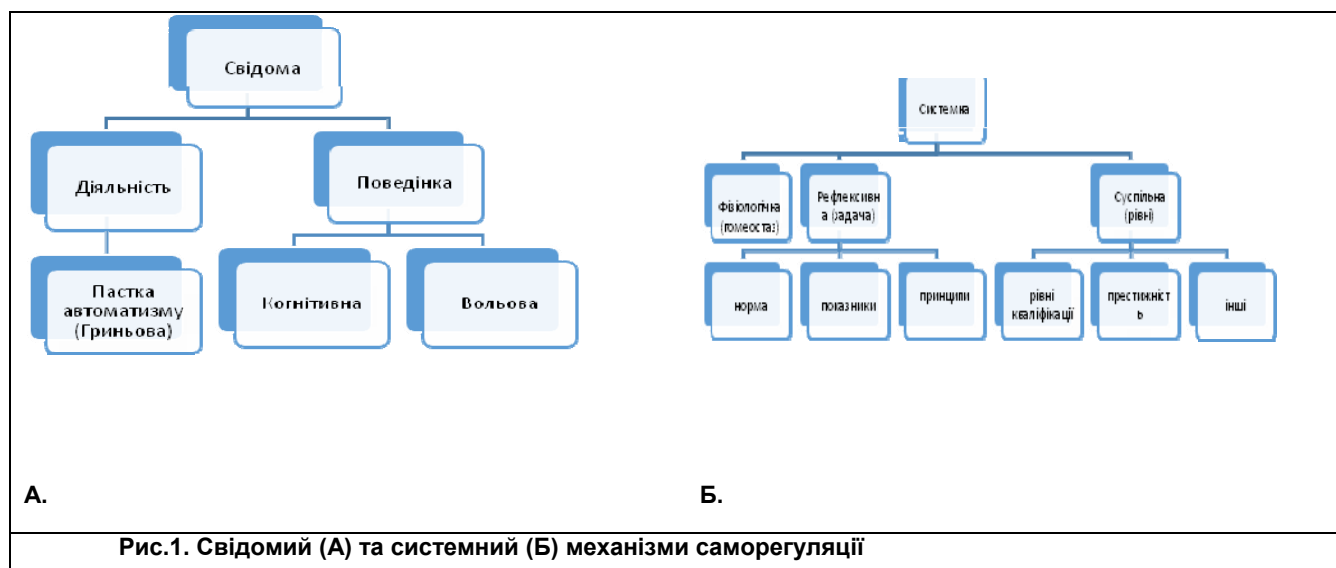 Свідома
Діяльність
Поведінка
Пастка
автоматизму
(Гриньова)
Когнітивна
Вольова
А.
Системна
Фізіологічна
(гомеостаз)
Рефлексивн
а (задача)
Суспільна
(рівні)
норма
показники
принципи
рівні
кваліфікації
престижніст
ь
інші
Б.
Рис.1. Свідомий (А) та системний (Б) механізми саморегуляції